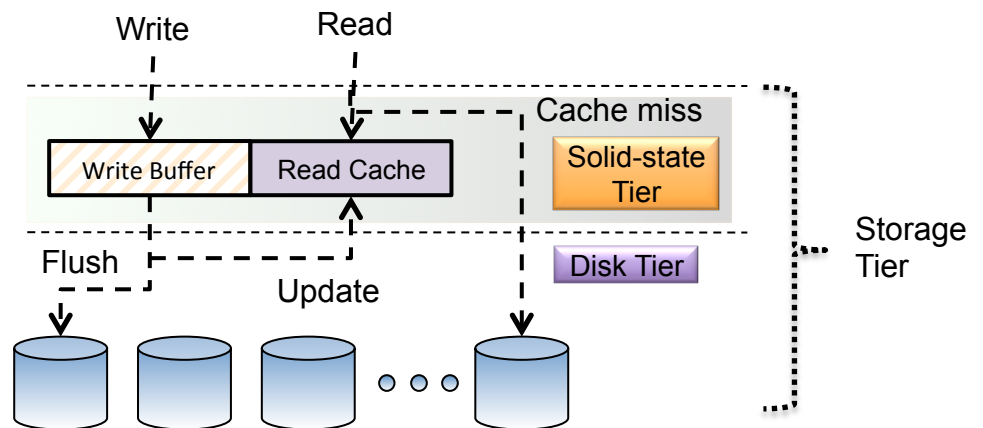 Write
Read
Cache miss
Write Buffer
Read Cache
Solid-state
Tier
Storage
Tier
Flush
Disk Tier
Update